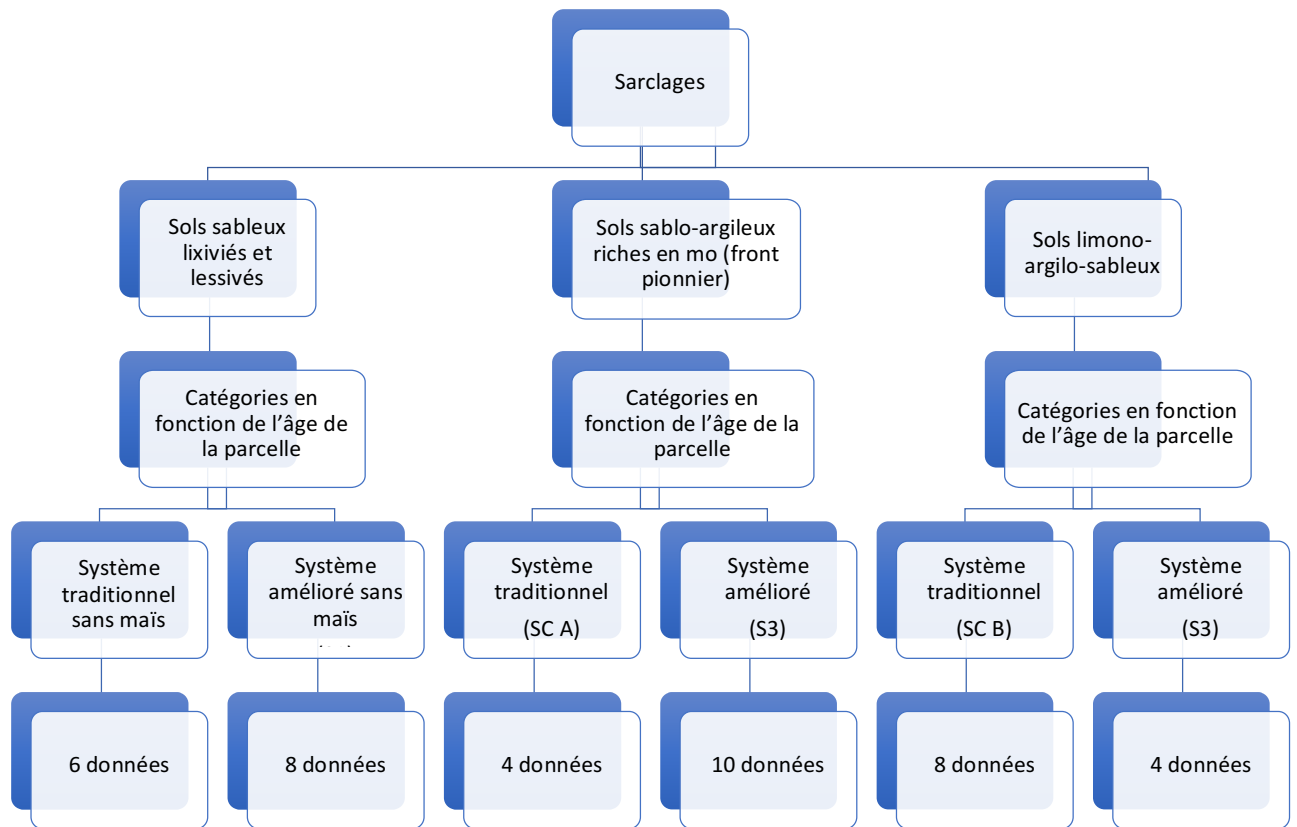 Sarclages
Sols sableux
lixiviés et
lessivés
Sols sablo-argileux
riches en mo (front
pionnier)
Sols limono-
argilo-sableux
Catégories en
fonction de l’âge de
la parcelle
Catégories en
fonction de l’âge de la
parcelle
Catégories en fonction
de l’âge de la parcelle
Système
traditionnel
sans maïs
Système
amélioré sans
maïs
Système
traditionnel
(SC A)
Système
amélioré
(S3)
Système
traditionnel
(SC B)
Système
amélioré
(S3)
6 données
8 données
4 données
10 données
8 données
4 données